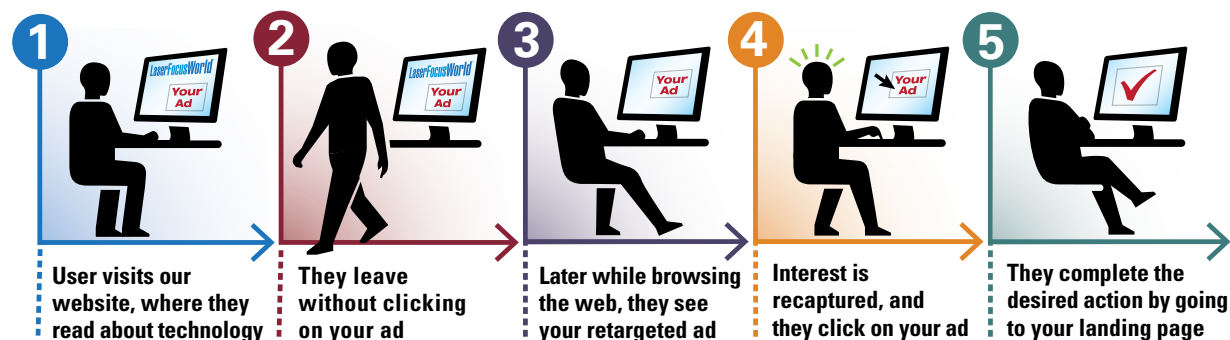 1
LaserFocusWorld
Your
Ad
User visits our
website, where they
read about technology
2
LaserFocusWorld
Your
Ad
They leave
without clicking
on your ad
3
Your
Ad
Later while browsing
the web, they see
your retargeted ad
4
Your
Ad
Interest is
recaptured, and
they click on your ad
5
They complete the
desired action by going
to your landing page